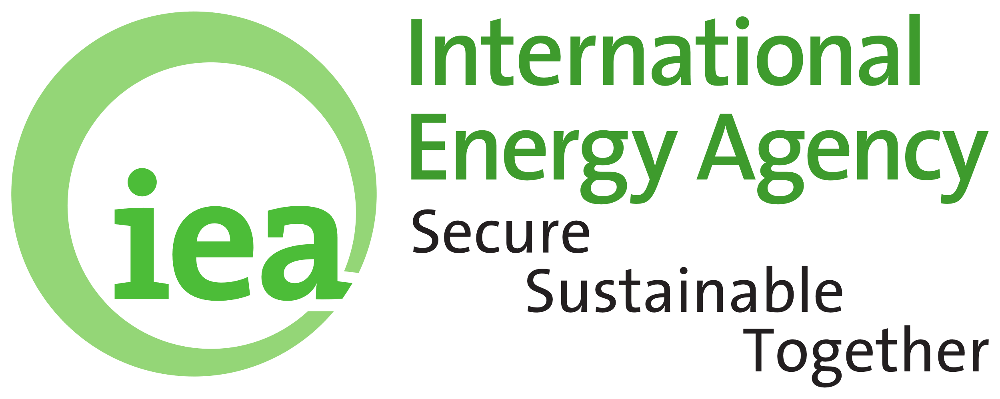 iea
International
Energy Agency
Secure
Sustainable
Together